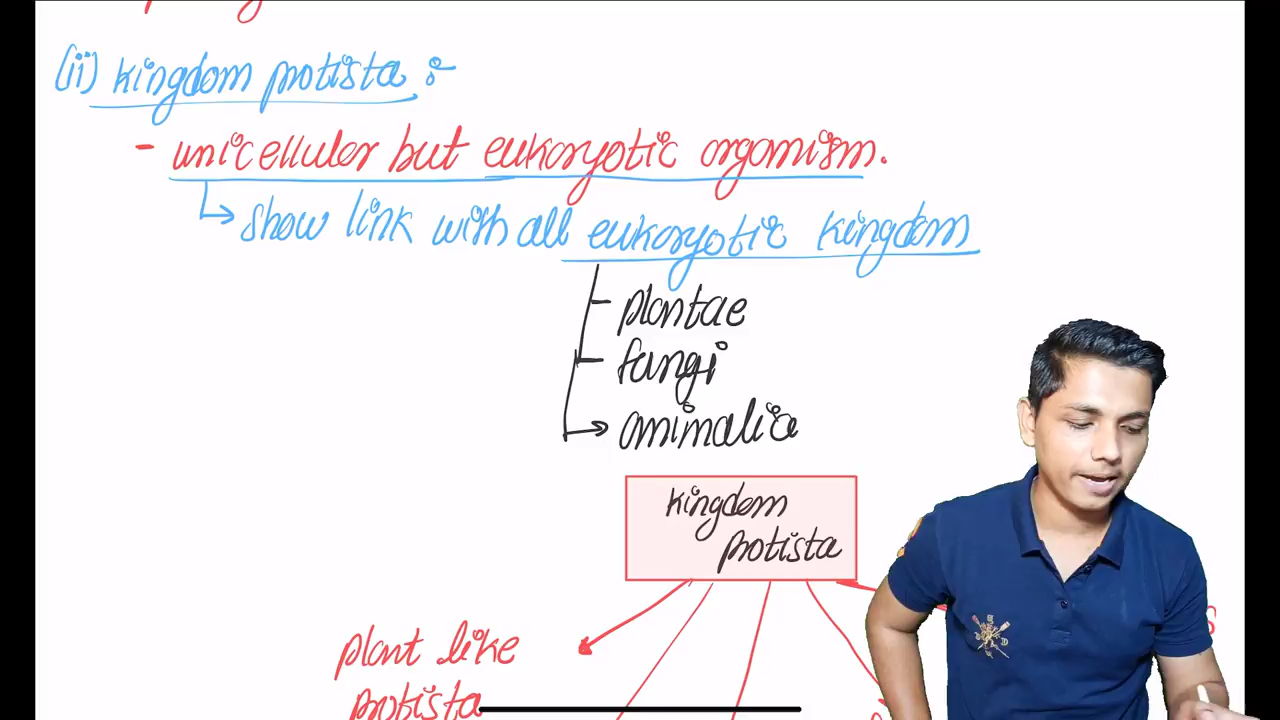 (ii) kingdom protista :-
- unicellular but eukaryotic organism.
show link with all eukaryotic kingdom
plantae
fungi
animalia
kingdom
protista
plant like
protista